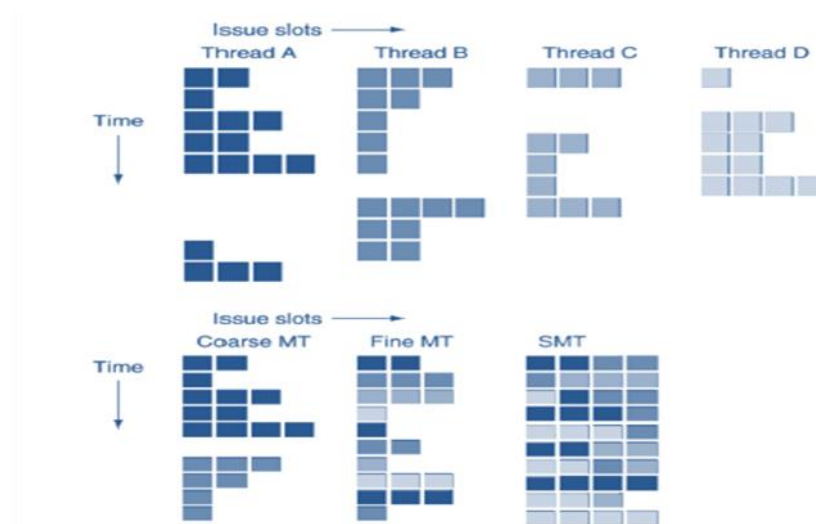 Issue slots
Thread A Thread B Thread C Thread D
Time
Issue slots
Coarse MT Fine MT SMT
Time